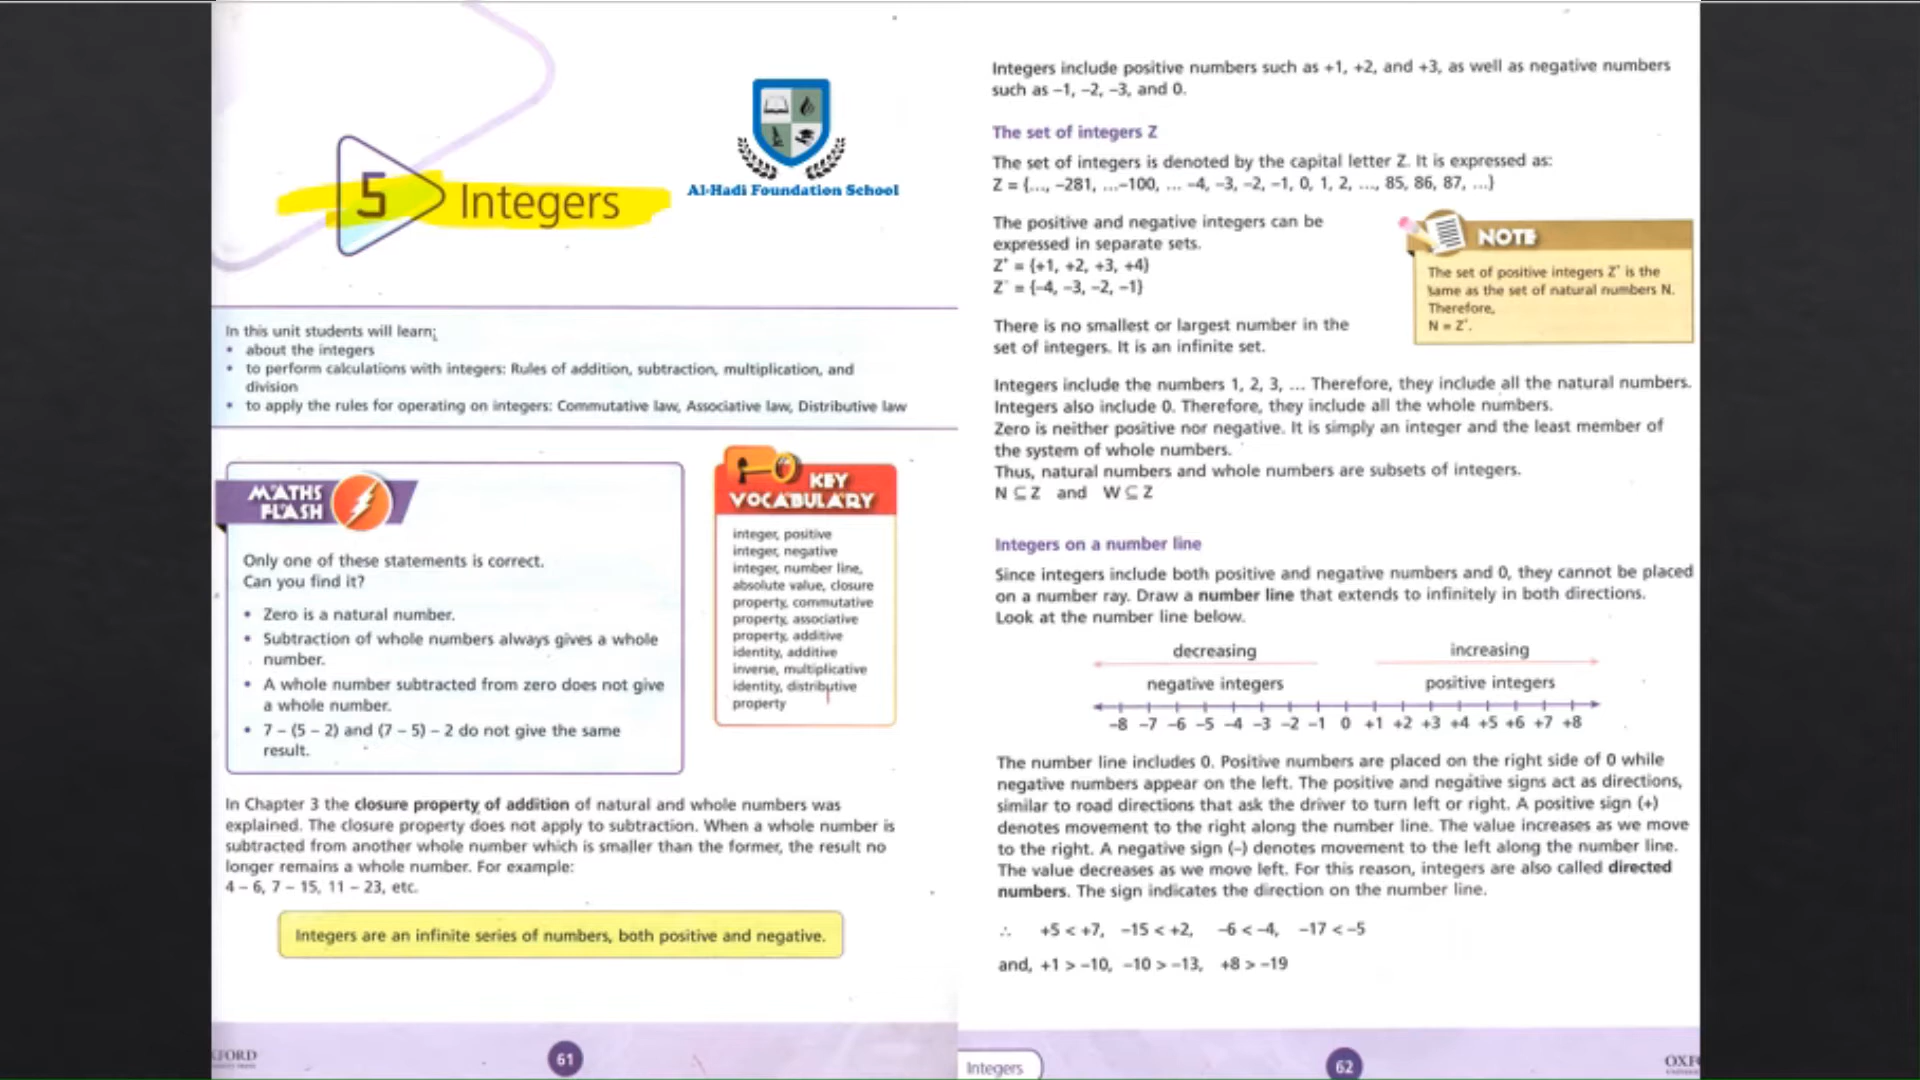 5 Integers
Al-Hadi Foundation School
In this unit students will learn:
• about the integers
• to perform calculations with integers: Rules of addition, subtraction, multiplication, and
division
• to apply the rules for operating on integers: Commutative law, Associative law, Distributive law
MATHS
FLASH
Only one of these statements is correct.
Can you find it?
• Zero is a natural number.
• Subtraction of whole numbers always gives a whole
number.
• A whole number subtracted from zero does not give
a whole number.
• 7 – (5 – 2) and (7 – 5) – 2 do not give the same
result.
KEY
VOCABULARY
integer, positive
integer, negative
integer, number line,
absolute value, closure
property, commutative
property, associative
property, additive
identity, additive
inverse, multiplicative
identity, distributive
property
In Chapter 3 the closure property of addition of natural and whole numbers was
explained. The closure property does not apply to subtraction. When a whole number is
subtracted from another whole number which is smaller than the former, the result no
longer remains a whole number. For example:
4 – 6, 7 – 15, 11 – 23, etc.
Integers are an infinite series of numbers, both positive and negative.
61
Integers include positive numbers such as +1, +2, and +3, as well as negative numbers
such as –1, –2, –3, and 0.
The set of integers Z
The set of integers is denoted by the capital letter Z. It is expressed as:
Z = {..., –281, ...–100, ... –4, –3, –2, –1, 0, 1, 2, ..., 85, 86, 87, ...}
The positive and negative integers can be
expressed in separate sets.
Z⁺ = {+1, +2, +3, +4}
Z⁻ = {–4, –3, –2, –1}
There is no smallest or largest number in the
set of integers. It is an infinite set.
NOTE
The set of positive integers Z⁺ is the
same as the set of natural numbers N.
Therefore,
N = Z⁺.
Integers include the numbers 1, 2, 3, ... Therefore, they include all the natural numbers.
Integers also include 0. Therefore, they include all the whole numbers.
Zero is neither positive nor negative. It is simply an integer and the least member of
the system of whole numbers.
Thus, natural numbers and whole numbers are subsets of integers.
N ⊆ Z and W ⊆ Z
Integers on a number line
Since integers include both positive and negative numbers and 0, they cannot be placed
on a number ray. Draw a number line that extends to infinitely in both directions.
Look at the number line below.
decreasing increasing
negative integers positive integers
–8 –7 –6 –5 –4 –3 –2 –1 0 +1 +2 +3 +4 +5 +6 +7 +8
The number line includes 0. Positive numbers are placed on the right side of 0 while
negative numbers appear on the left. The positive and negative signs act as directions,
similar to road directions that ask the driver to turn left or right. A positive sign (+)
denotes movement to the right along the number line. The value increases as we move
to the right. A negative sign (–) denotes movement to the left along the number line.
The value decreases as we move left. For this reason, integers are also called directed
numbers. The sign indicates the direction on the number line.
∴ +5 < +7, –15 < +2, –6 < –4, –17 < –5
and, +1 > –10, –10 > –13, +8 > –19
Integers
62